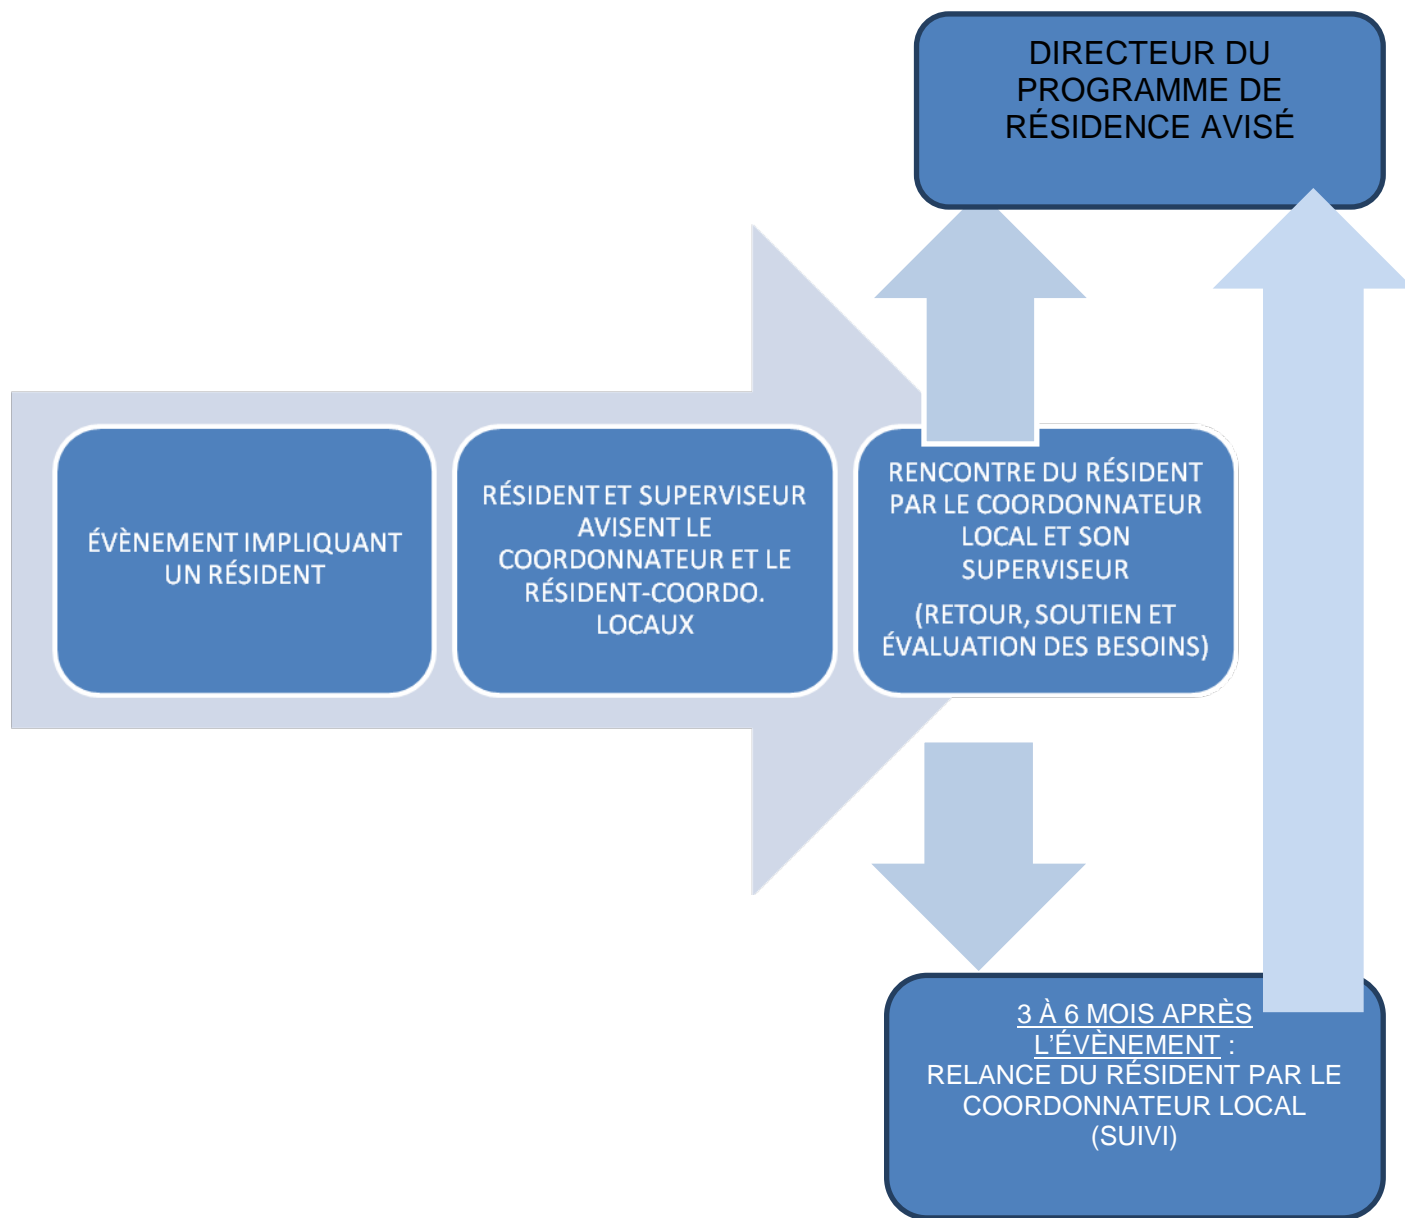 DIRECTEUR DU
PROGRAMME DE
RÉSIDENCE AVISÉ
ÉVÈNEMENT IMPLIQUANT
UN RÉSIDENT
RÉSIDENT ET SUPERVISEUR
AVISENT LE
COORDONNATEUR ET LE
RÉSIDENT-COORDO.
LOCAUX
RENCONTRE DU RÉSIDENT
PAR LE COORDONNATEUR
LOCAL ET SON
SUPERVISEUR
(RETOUR, SOUTIEN ET
ÉVALUATION DES BESOINS)
3 À 6 MOIS APRÈS
L'ÉVÈNEMENT :
RELANCE DU RÉSIDENT PAR LE
COORDONNATEUR LOCAL
(SUIVI)